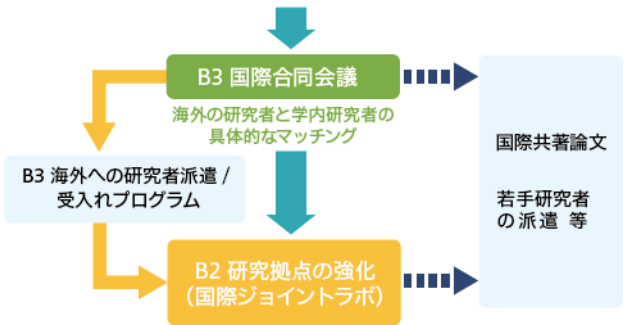 B3 国際合同会議
海外の研究者と学内研究者の
具体的なマッチング
B3 海外への研究者派遣 /
受入れプログラム
B2 研究拠点の強化
（国際ジョイントラボ）
国際共著論文
若手研究者
の派遣 等